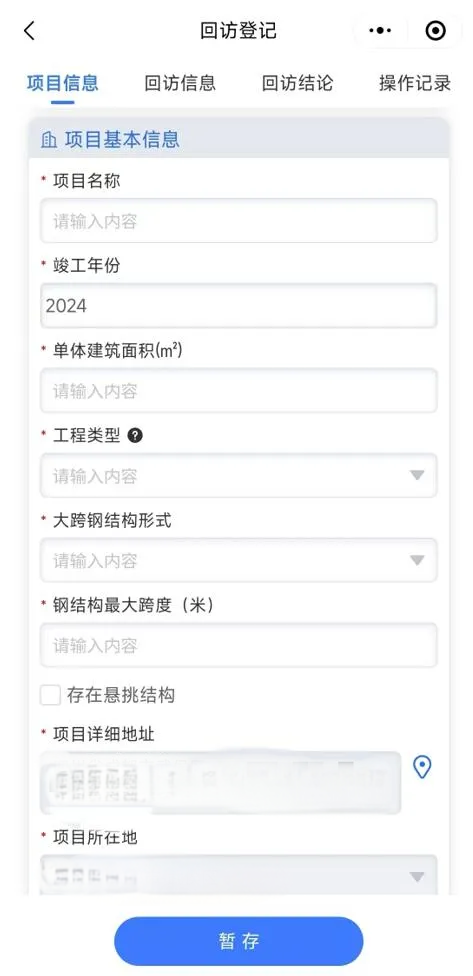 回访登记
项目信息 回访信息 回访结论 操作记录
项目基本信息
* 项目名称
请输入内容
* 竣工年份
2024
* 单体建筑面积(m²)
请输入内容
* 工程类型 ?
请输入内容
* 大跨钢结构形式
请输入内容
* 钢结构最大跨度（米）
请输入内容
存在悬挑结构
* 项目详细地址
* 项目所在地
暂存